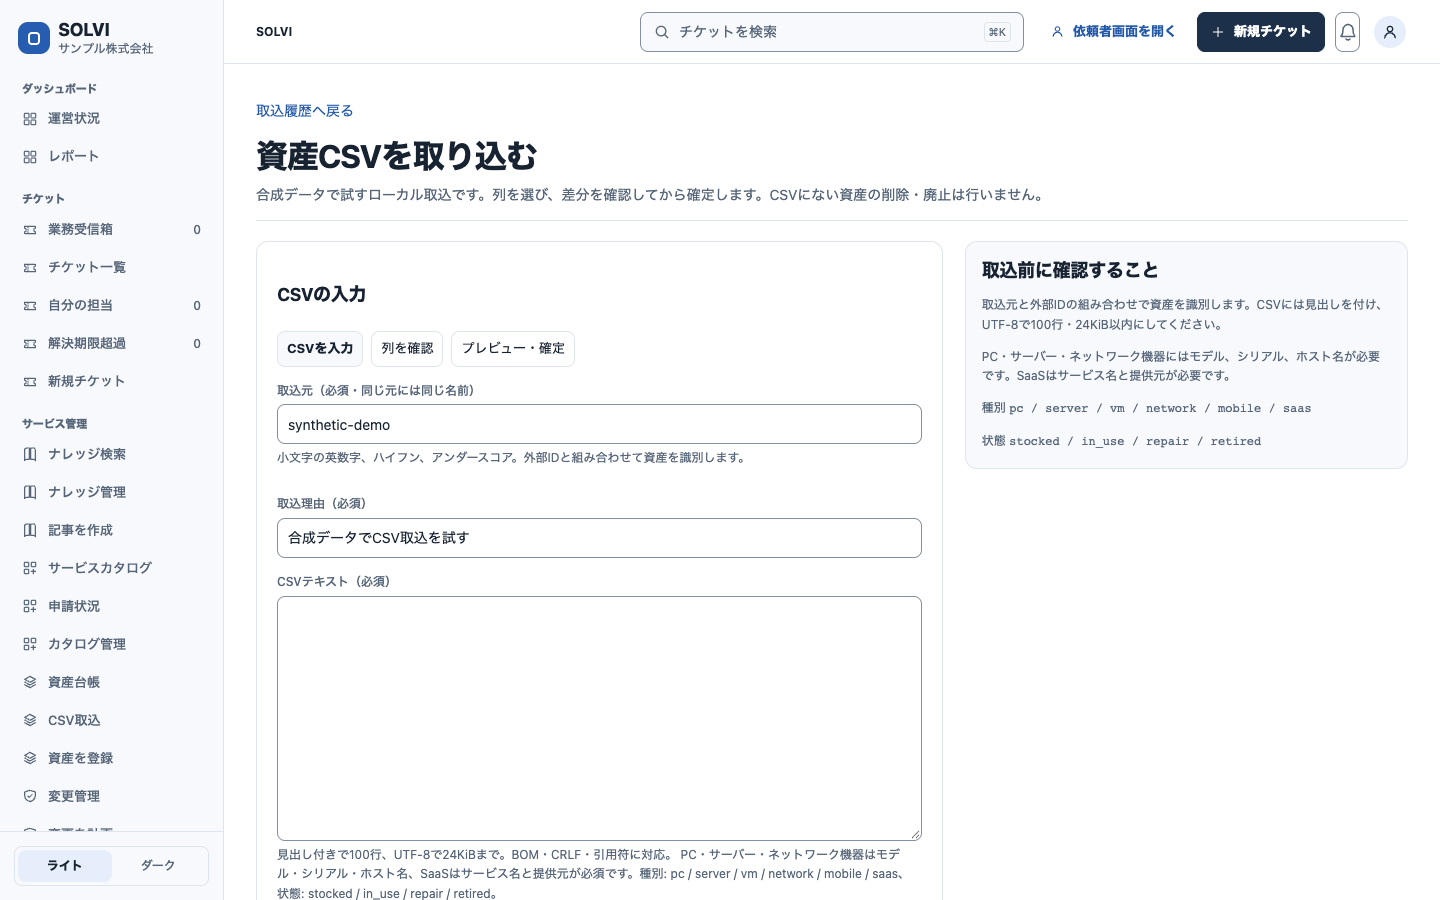 SOLVI
サンプル株式会社
ダッシュボード
運営状況
レポート
チケット
業務受信箱 0
チケット一覧
自分の担当 0
解決期限超過 0
新規チケット
サービス管理
ナレッジ検索
ナレッジ管理
記事を作成
サービスカタログ
申請状況
カタログ管理
資産台帳
CSV取込
資産を登録
変更管理
ライト ダーク
SOLVI
チケットを検索 ⌘K
依頼者画面を開く
新規チケット
取込履歴へ戻る
資産CSVを取り込む
合成データで試すローカル取込です。列を選び、差分を確認してから確定します。CSVにない資産の削除・廃止は行いません。
CSVの入力
CSVを入力 列を確認 プレビュー・確定
取込元（必須・同じ元には同じ名前）
synthetic-demo
小文字の英数字、ハイフン、アンダースコア。外部IDと組み合わせて資産を識別します。
取込理由（必須）
合成データでCSV取込を試す
CSVテキスト（必須）
見出し付きで100行、UTF-8で24KiBまで。BOM・CRLF・引用符に対応。 PC・サーバー・ネットワーク機器はモデ
ル・シリアル・ホスト名、SaaSはサービス名と提供元が必須です。種別: pc / server / vm / network / mobile / saas、
状態: stocked / in_use / repair / retired。
取込前に確認すること
取込元と外部IDの組み合わせで資産を識別します。CSVには見出しを付け、
UTF-8で100行・24KiB以内にしてください。
PC・サーバー・ネットワーク機器にはモデル、シリアル、ホスト名が必要
です。SaaSはサービス名と提供元が必要です。
種別 pc / server / vm / network / mobile / saas
状態 stocked / in_use / repair / retired